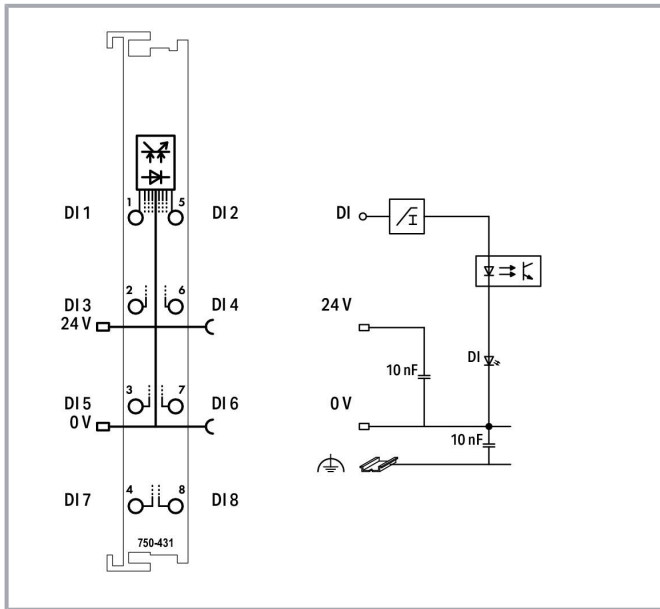 1 5
DI 1 DI 2
2 6
DI 3 DI 4
24 V
3 7
DI 5 DI 6
0 V
4 8
DI 7 DI 8
750-431
DI
I
24 V
DI
10 nF
0 V
10 nF